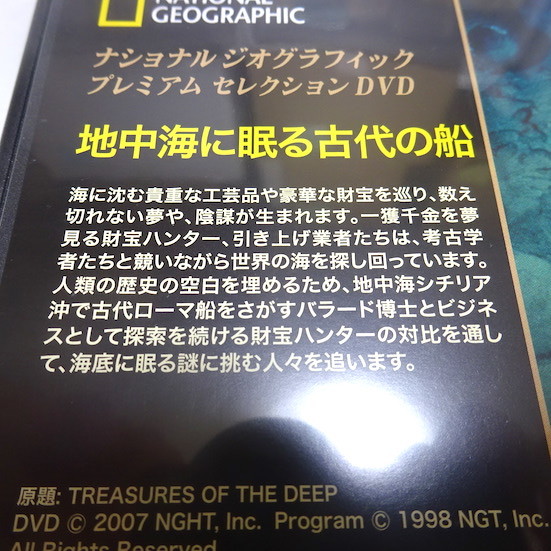 NATIONAL
GEOGRAPHIC
ナショナル ジオグラフィック
プレミアム セレクション DVD
地中海に眠る古代の船
海に沈む貴重な工芸品や豪華な財宝を巡り、数え
切れない夢や、陰謀が生まれます。一獲千金を夢
見る財宝ハンター、引き上げ業者たちは、考古学
者たちと競いながら世界の海を探し回っています。
人類の歴史の空白を埋めるため、地中海シチリア
沖で古代ローマ船をさがすバラード博士とビジネ
スとして探索を続ける財宝ハンターの対比を通し
て、海底に眠る謎に挑む人々を追います。
原題: TREASURES OF THE DEEP
DVD © 2007 NGHT, Inc. Program © 1998 NGT, Inc.
All Rights Reserved